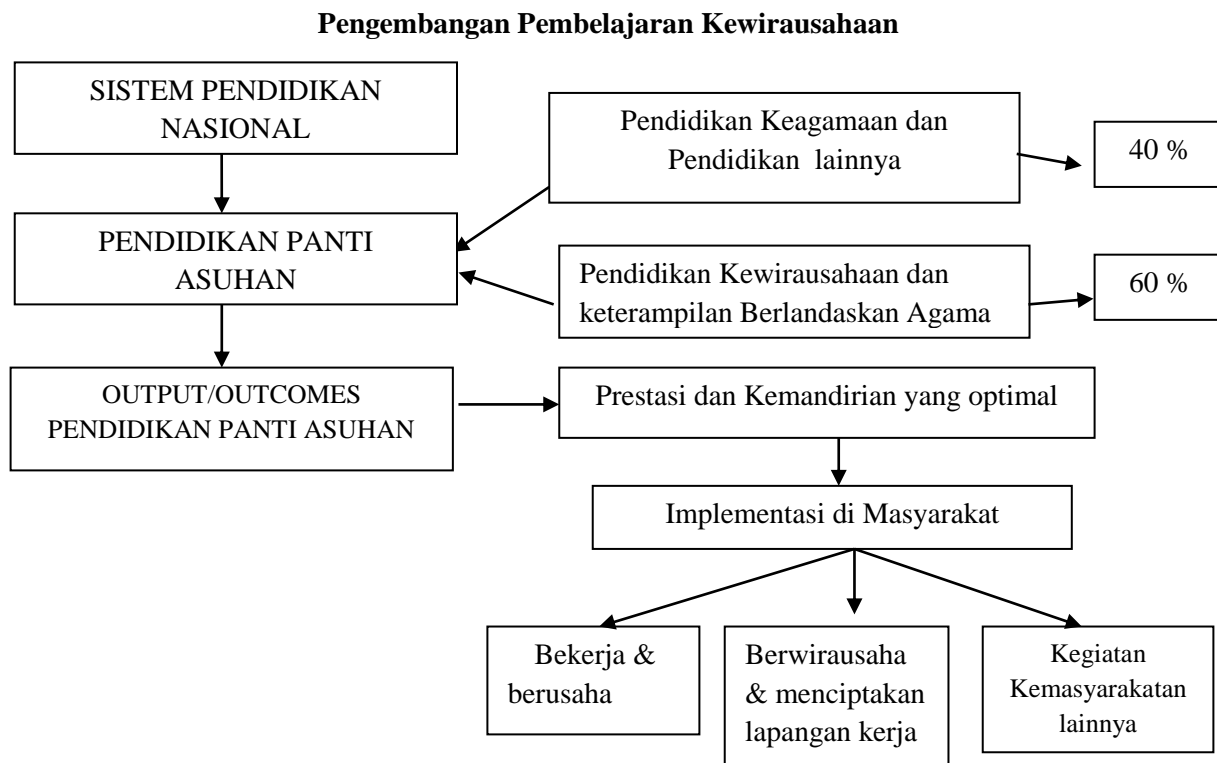 Pengembangan Pembelajaran Kewirausahaan
SISTEM PENDIDIKAN
NASIONAL
Pendidikan Keagamaan dan
Pendidikan lainnya
40 %
PENDIDIKAN PANTI
ASUHAN
Pendidikan Kewirausahaan dan
keterampilan Berlandaskan Agama
60 %
OUTPUT/OUTCOMES
PENDIDIKAN PANTI ASUHAN
Prestasi dan Kemandirian yang optimal
Implementasi di Masyarakat
Bekerja &
berusaha
Berwirausaha
& menciptakan
lapangan kerja
Kegiatan
Kemasyarakatan
lainnya